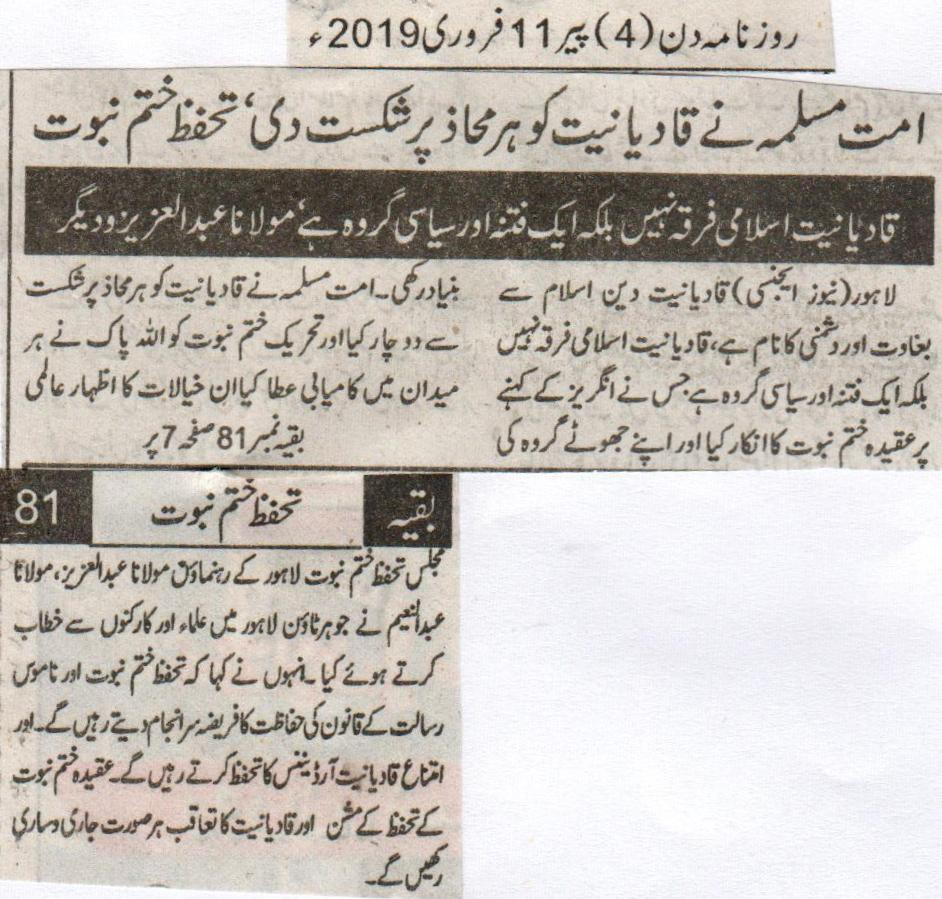 روزنامہ دن (4) پیر 11 فروری 2019ء
امت مسلمہ نے قادیانیت کو ہر محاذ پر شکست دی، تحفظ ختم نبوت
قادیانیت اسلامی فرقہ نہیں بلکہ ایک فتنہ اور سیاسی گروہ ہے، مولانا عبدالعزیز و دیگر
لاہور (نیوز ایجنسی) قادیانیت دین اسلام سے
بغاوت اور دشمنی کا نام ہے، قادیانیت اسلامی فرقہ نہیں
بلکہ ایک فتنہ اور سیاسی گروہ ہے جس نے انگریز کے کہنے
پر عقیدہ ختم نبوت کا انکار کیا اور اپنے جھوٹے گروہ کی
بنیاد رکھی۔ امت مسلمہ نے قادیانیت کو ہر محاذ پر شکست
سے دوچار کیا اور تحریک ختم نبوت کو اللہ پاک نے ہر
میدان میں کامیابی عطا کیا ان خیالات کا اظہار عالمی
بقیہ نمبر 81 صفحہ 7 پر
بقیہ تحفظ ختم نبوت 81
مجلس تحفظ ختم نبوت لاہور کے رہنماؤں مولانا عبدالعزیز، مولانا
عبدالنعیم نے جوہر ٹاؤن لاہور میں علماء اور کارکنوں سے خطاب
کرتے ہوئے کیا۔ انہوں نے کہا کہ تحفظ ختم نبوت اور ناموس
رسالت کے قانون کی حفاظت کا فریضہ سر انجام دیتے رہیں گے۔ اور
امتناع قادیانیت آرڈیننس کا تحفظ کرتے رہیں گے۔ عقیدہ ختم نبوت
کے تحفظ کے مشن اور قادیانیت کا تعاقب ہر صورت جاری و ساری
رکھیں گے۔